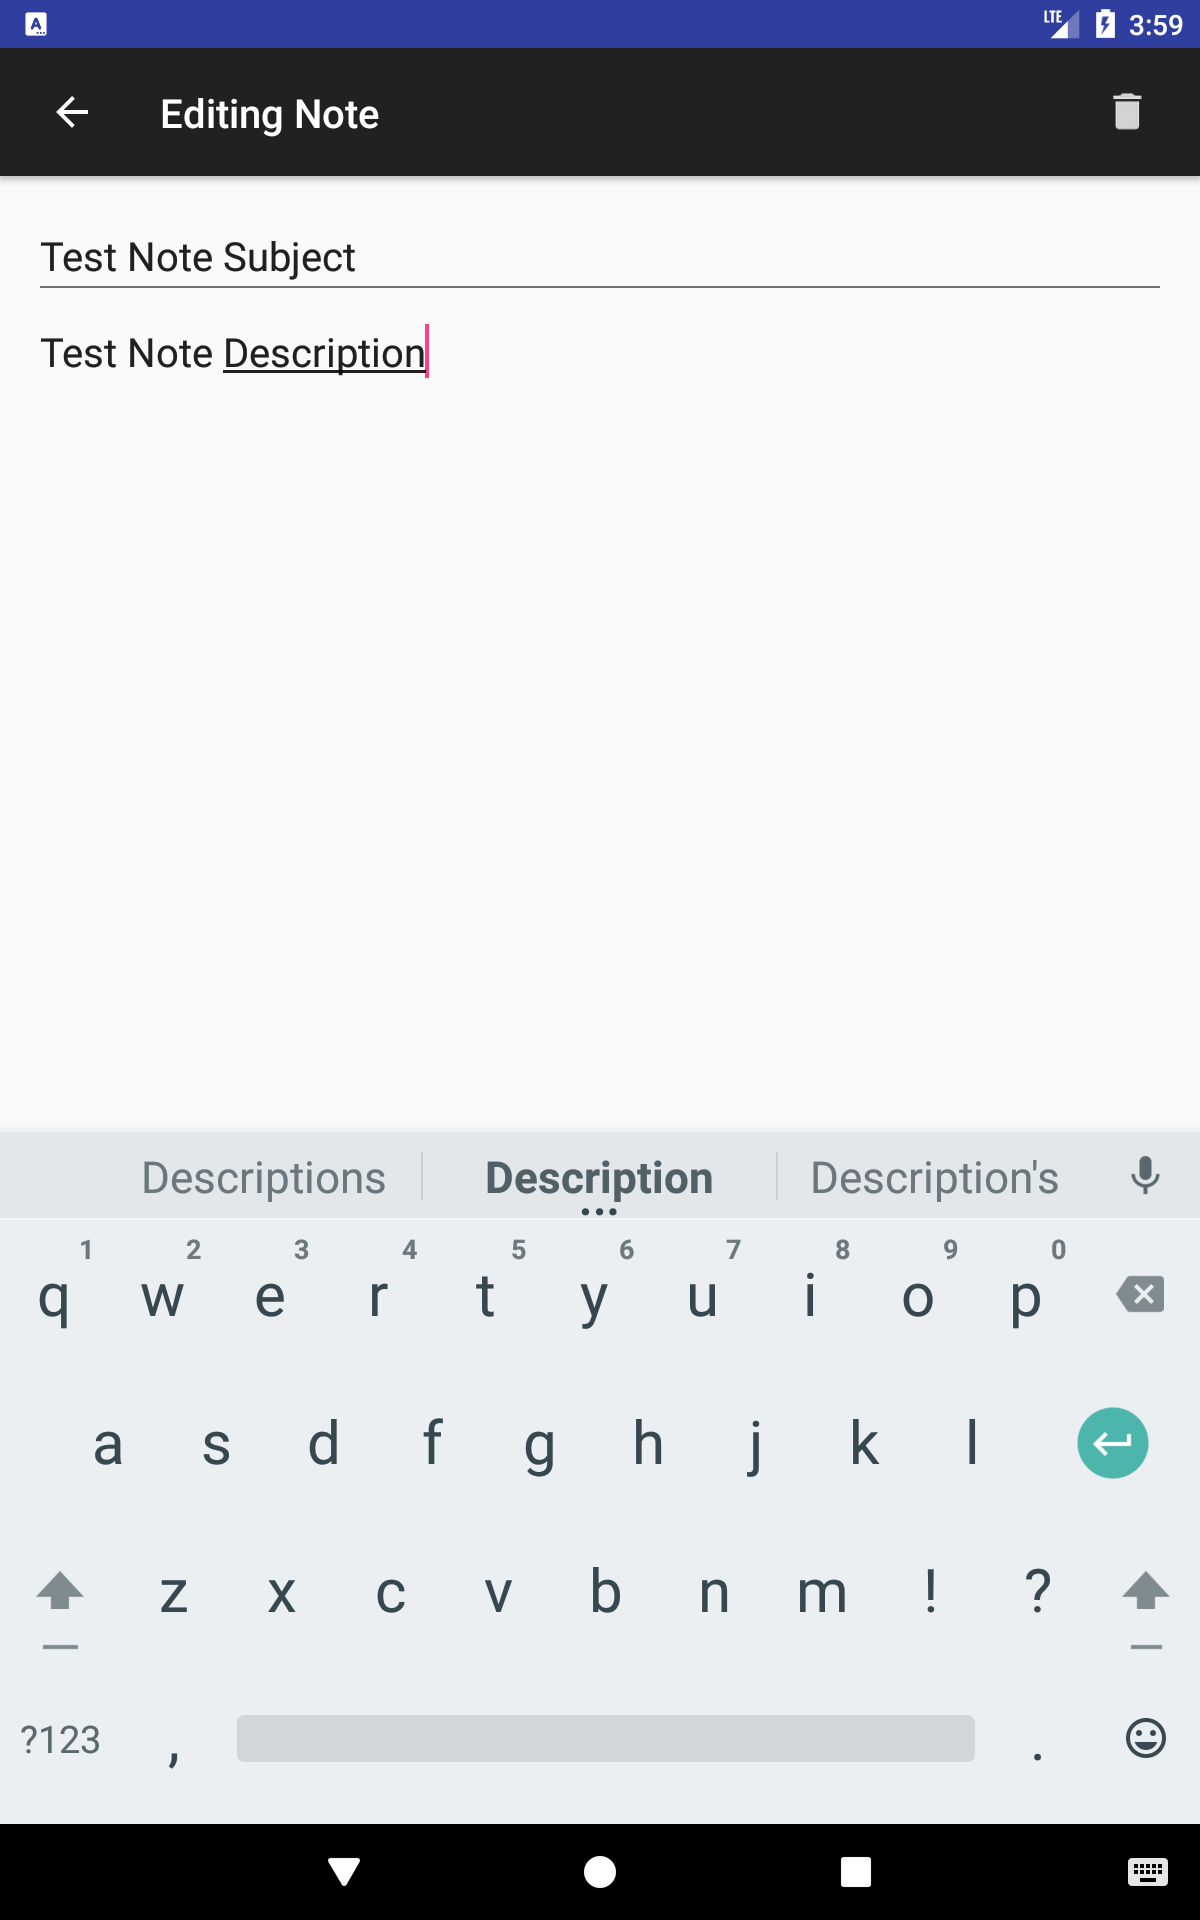 LTE 3:59
Editing Note
Test Note Subject
Test Note Description
Descriptions Description Description's
1 2 3 4 5 6 7 8 9 0
q w e r t y u i o p
a s d f g h j k l
z x c v b n m ! ?
?123 , .